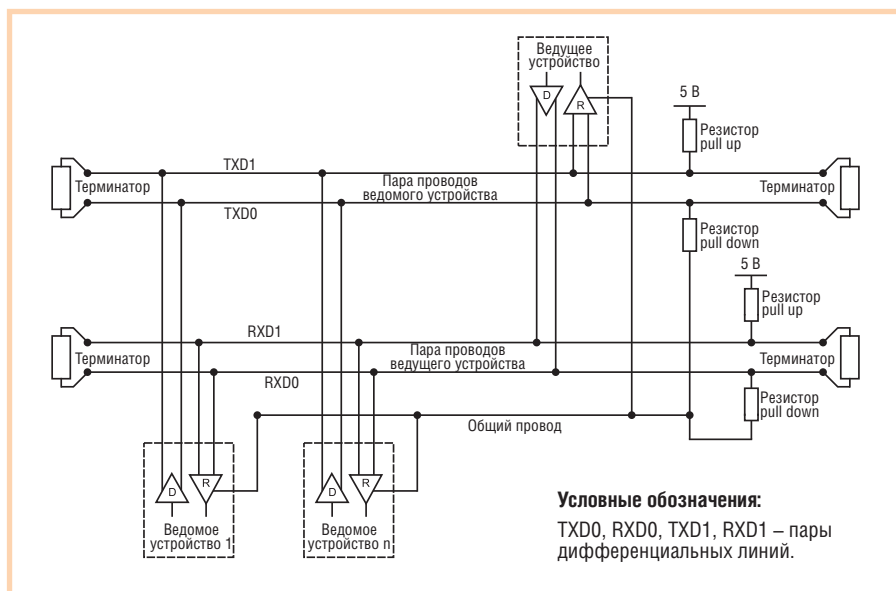 Ведущее
устройство
D
R
5 В
Резистор
pull up
TXD1
Терминатор
Пара проводов
ведомого устройства
Терминатор
TXD0
Резистор
pull down
5 В
Резистор
pull up
RXD1
Терминатор
Пара проводов
ведущего устройства
Терминатор
RXD0
Резистор
pull down
Общий провод
D
R
D
R
Ведомое
устройство 1
Ведомое
устройство n
Условные обозначения:
TXD0, RXD0, TXD1, RXD1 – пары
дифференциальных линий.